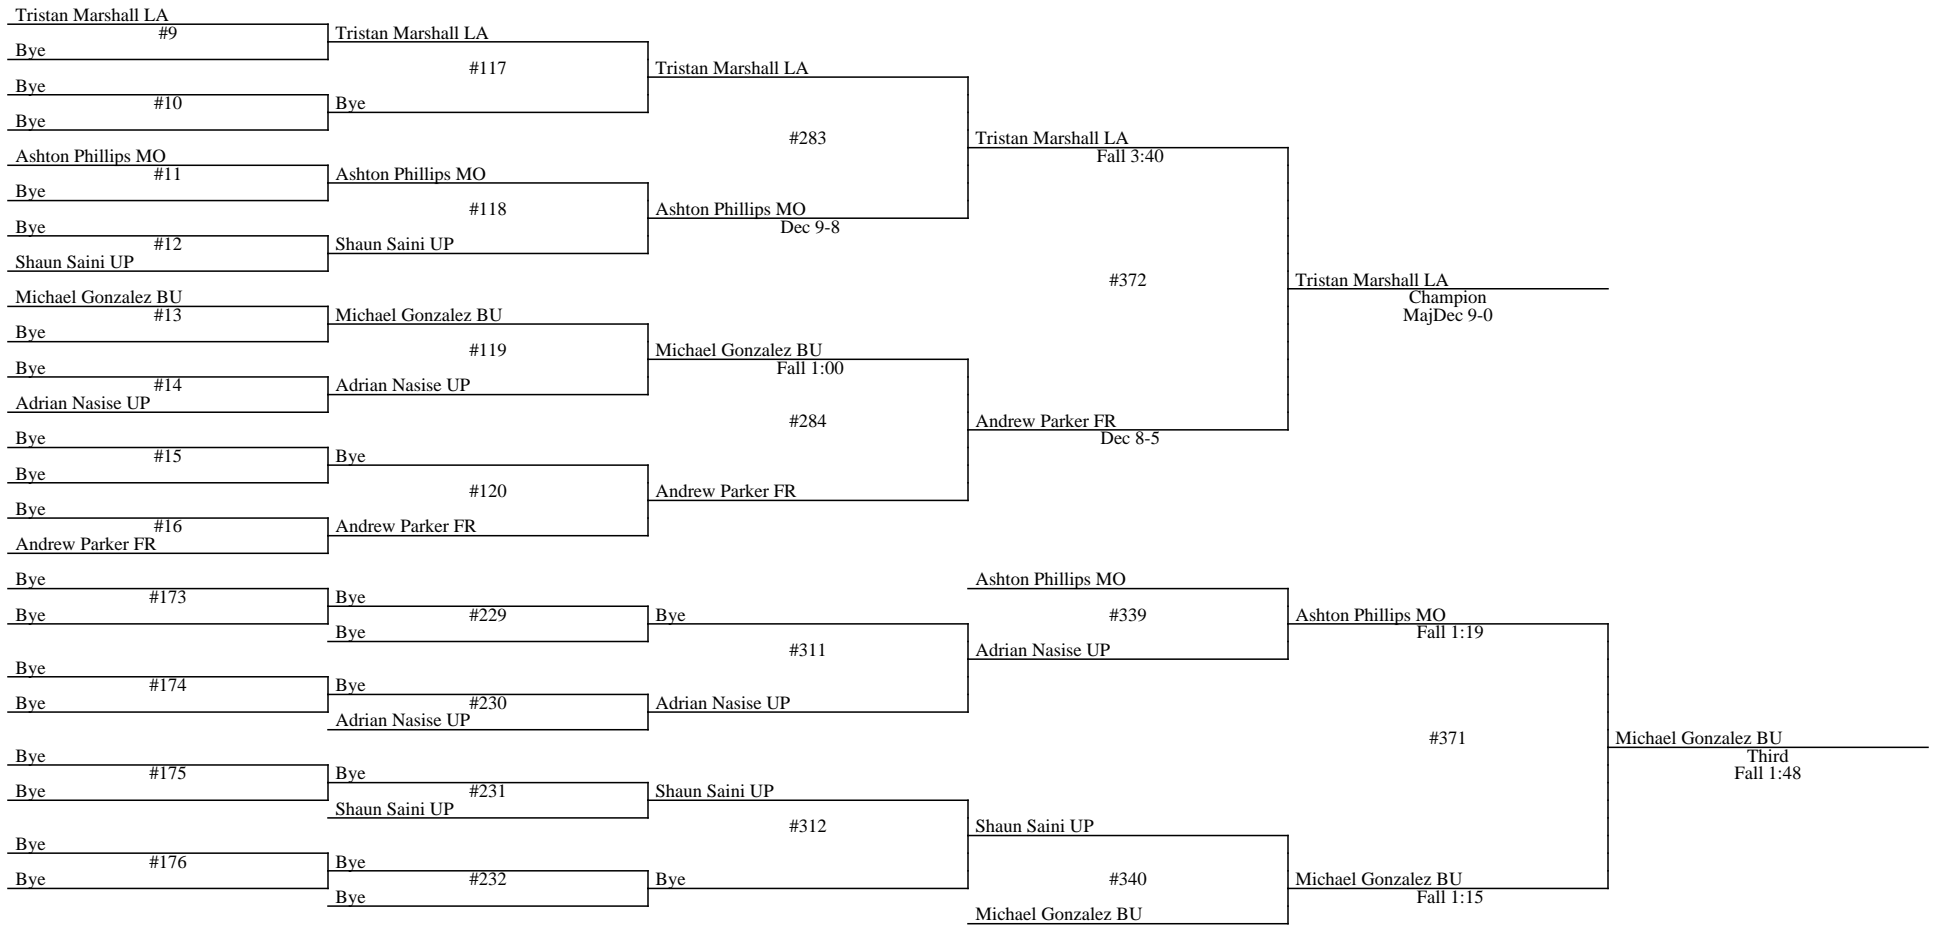 Tristan Marshall LA
#9
Bye
Tristan Marshall LA
#117
Tristan Marshall LA
Bye
#10
Bye
Bye
#283
Tristan Marshall LA
Fall 3:40
Ashton Phillips MO
#11
Bye
Ashton Phillips MO
#118
Ashton Phillips MO
Dec 9-8
Bye
#12
Shaun Saini UP
Shaun Saini UP
#372
Tristan Marshall LA
Champion
MajDec 9-0
Michael Gonzalez BU
#13
Bye
Michael Gonzalez BU
#119
Michael Gonzalez BU
Fall 1:00
Bye
#14
Adrian Nasise UP
Adrian Nasise UP
#284
Andrew Parker FR
Dec 8-5
Bye
#15
Bye
Bye
#120
Andrew Parker FR
Bye
#16
Andrew Parker FR
Andrew Parker FR
Bye
#173
Bye
Bye
#229
Bye
Bye
Ashton Phillips MO
#339
Ashton Phillips MO
Fall 1:19
#311
Adrian Nasise UP
Bye
#174
Bye
Bye
#230
Adrian Nasise UP
Adrian Nasise UP
#371
Michael Gonzalez BU
Third
Fall 1:48
Bye
#175
Bye
Bye
#231
Shaun Saini UP
Shaun Saini UP
#312
Shaun Saini UP
Bye
#176
Bye
Bye
#232
Bye
Bye
#340
Michael Gonzalez BU
Fall 1:15
Michael Gonzalez BU